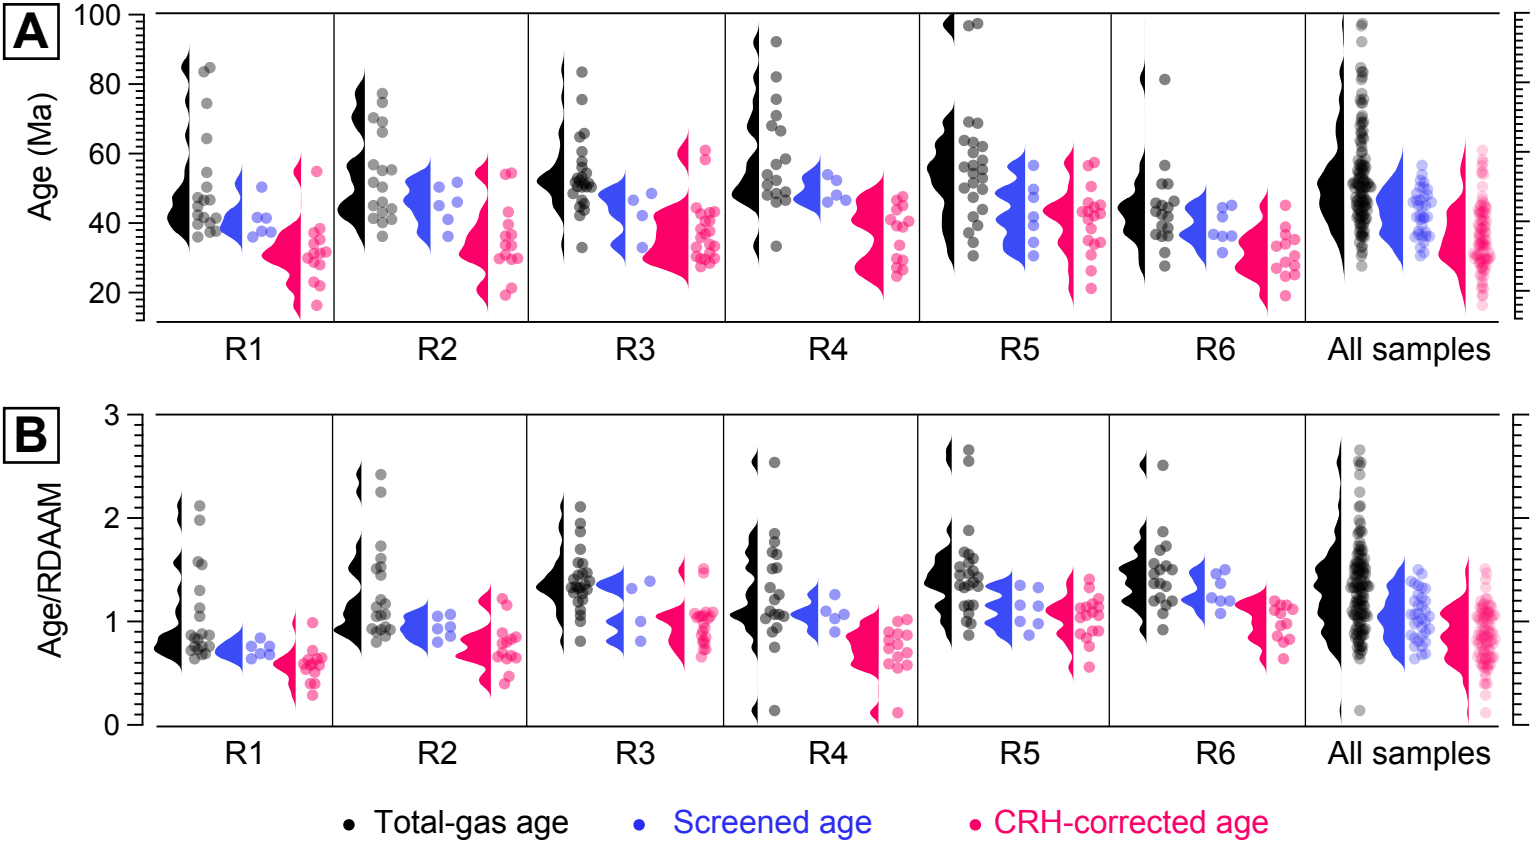 A
Age (Ma)
100
80
60
40
20
R1 R2 R3 R4 R5 R6 All samples
B
Age/RDAAM
3
2
1
0
R1 R2 R3 R4 R5 R6 All samples
Total-gas age Screened age CRH-corrected age